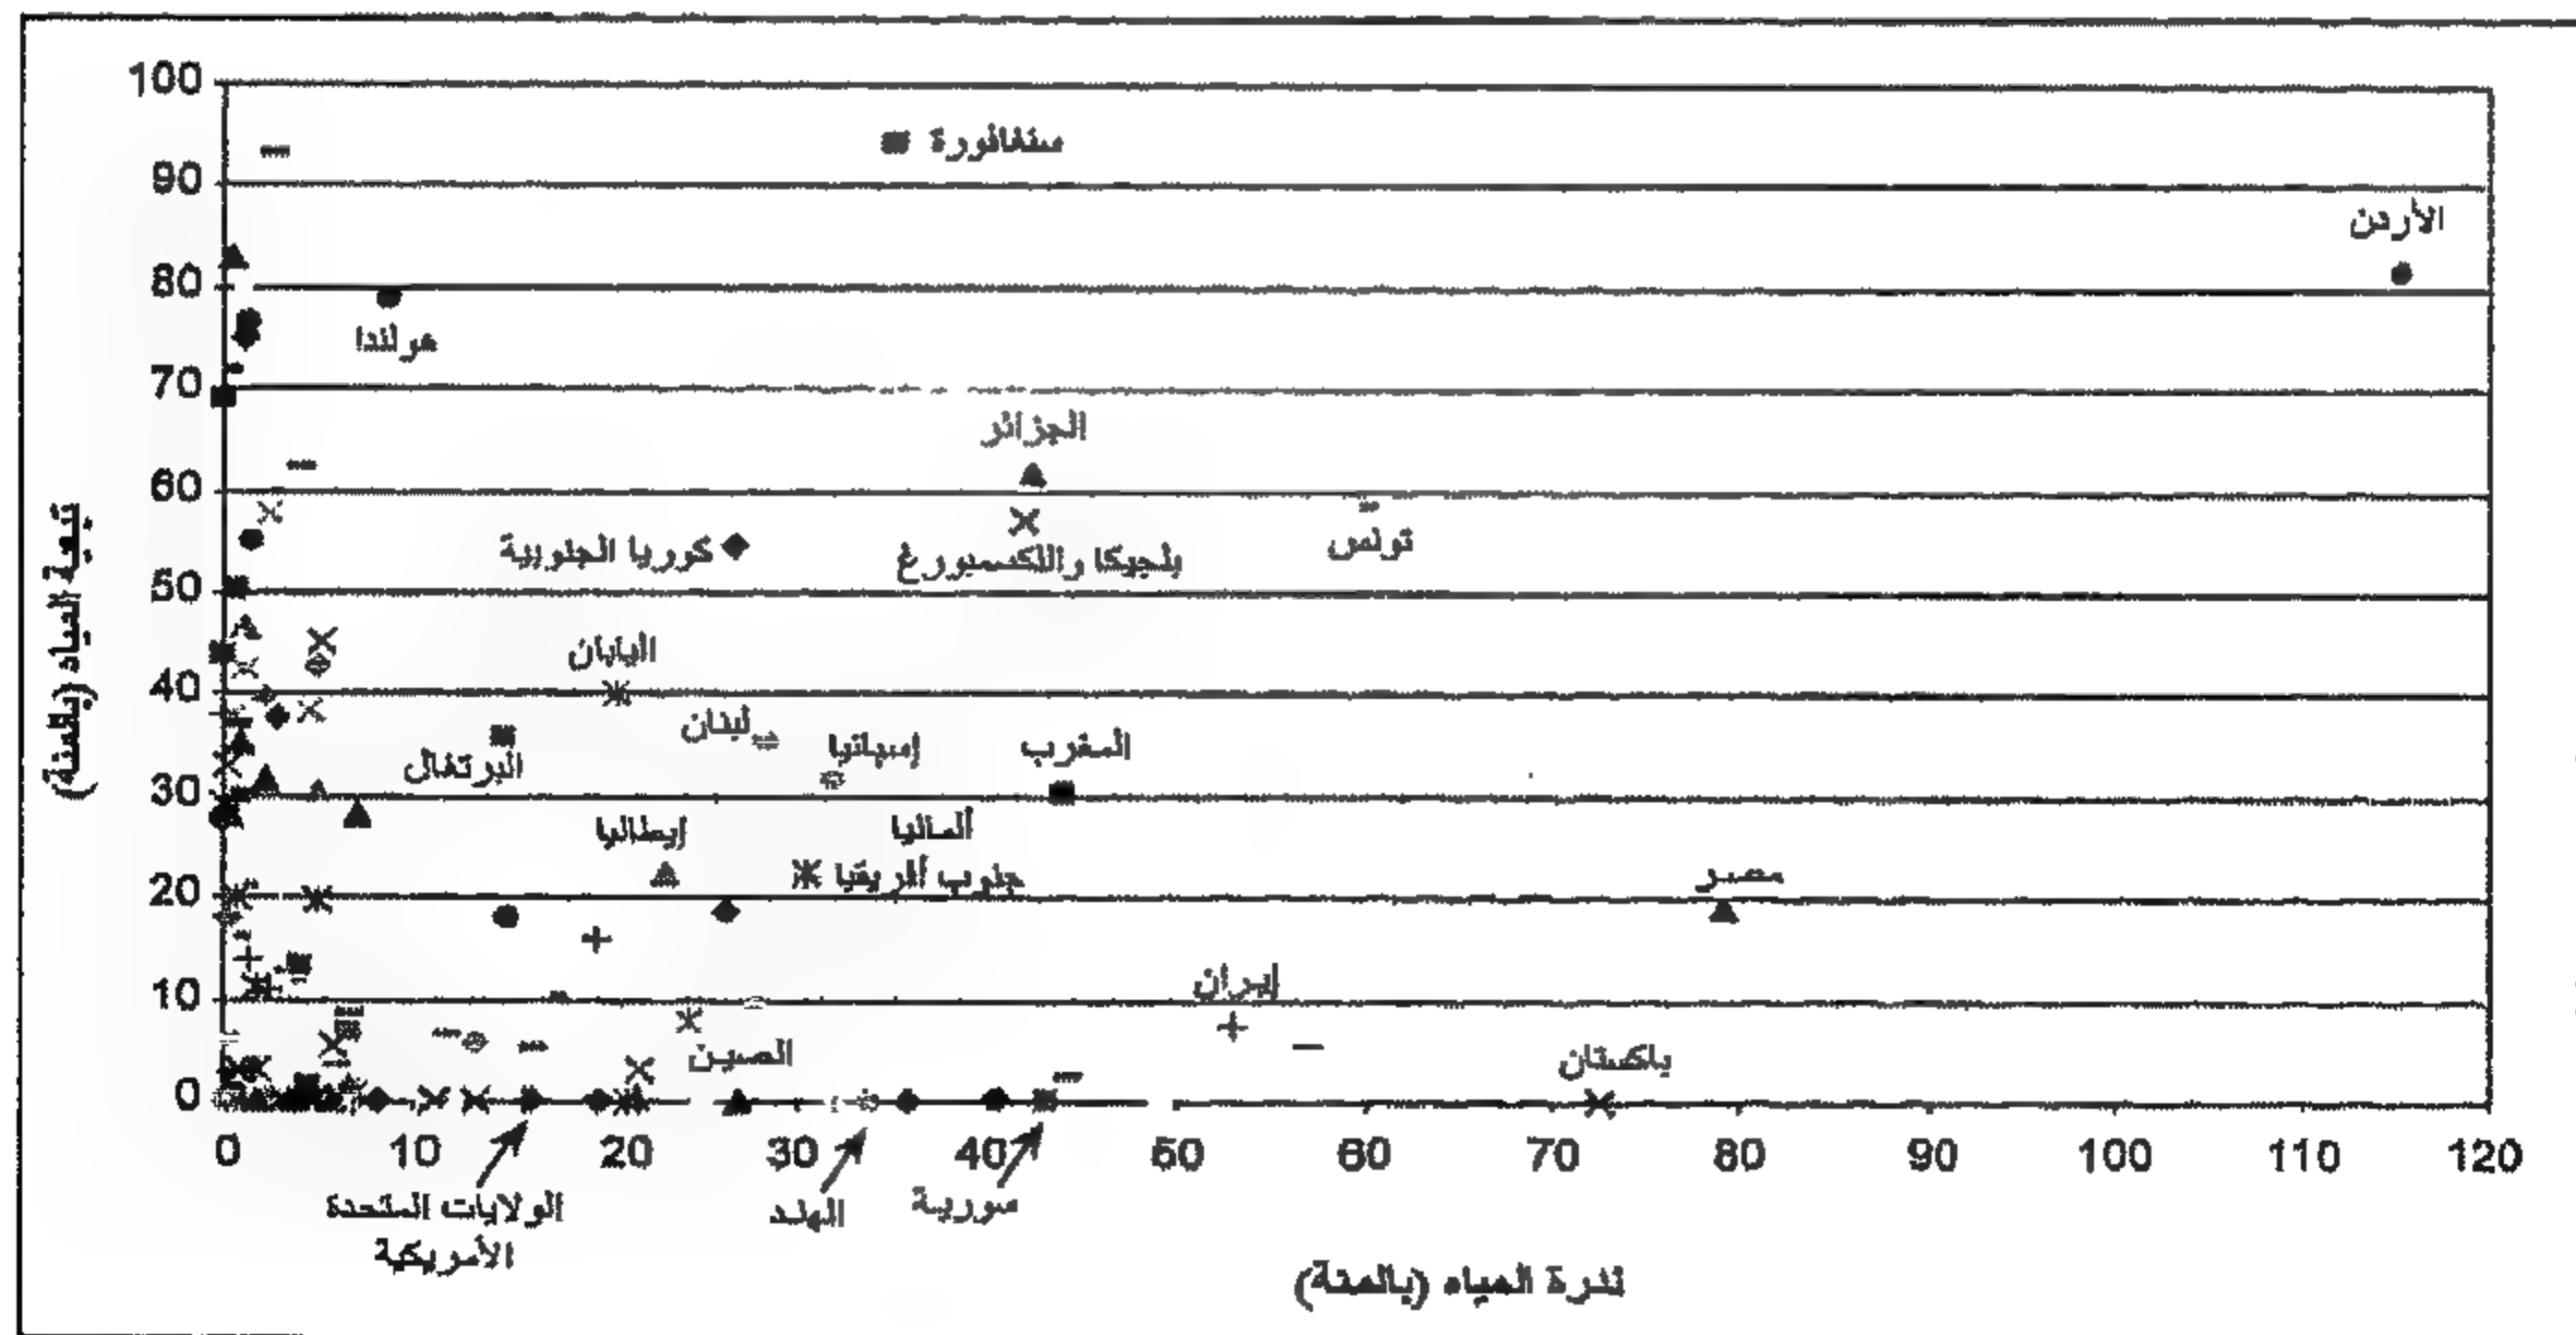 100
90
80
70
60
50
40
30
20
10
0
تبعية المياه (بالمئة)
سنغافورة
الأردن
هولندا
الجزائر
كوريا الجنوبية
بلجيكا واللكسمبورغ
تونس
اليابان
لبنان
إسبانيا
المغرب
البرتغال
إيطاليا
ألمانيا
جنوب أفريقيا
مصر
إيران
الصين
باكستان
0 10 20 30 40 50 60 70 80 90 100 110 120
الولايات المتحدة
الأمريكية
الهند
سورية
ندرة المياه (بالمئة)